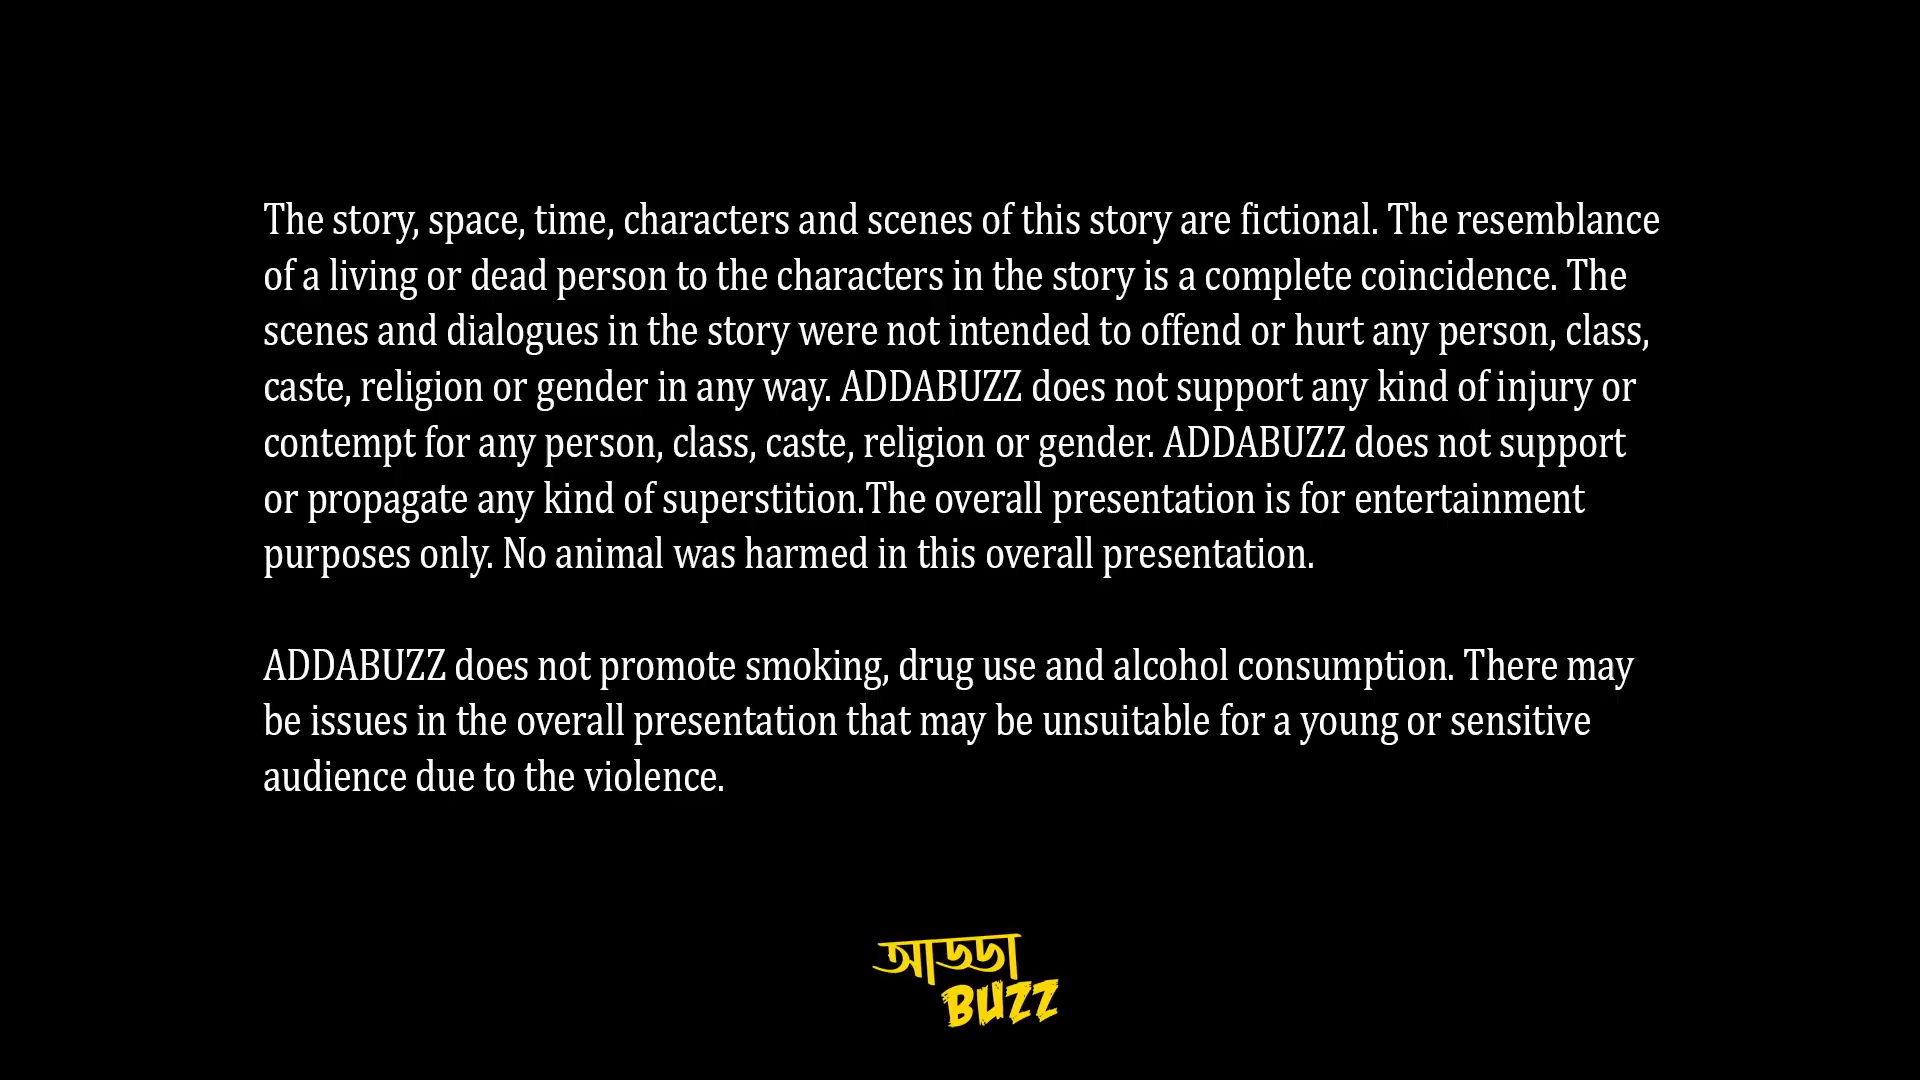 The story, space, time, characters and scenes of this story are fictional. The resemblance
of a living or dead person to the characters in the story is a complete coincidence. The
scenes and dialogues in the story were not intended to offend or hurt any person, class,
caste, religion or gender in any way. ADDABUZZ does not support any kind of injury or
contempt for any person, class, caste, religion or gender. ADDABUZZ does not support
or propagate any kind of superstition.The overall presentation is for entertainment
purposes only. No animal was harmed in this overall presentation.
ADDABUZZ does not promote smoking, drug use and alcohol consumption. There may
be issues in the overall presentation that may be unsuitable for a young or sensitive
audience due to the violence.
আড্ডা
BUZZ